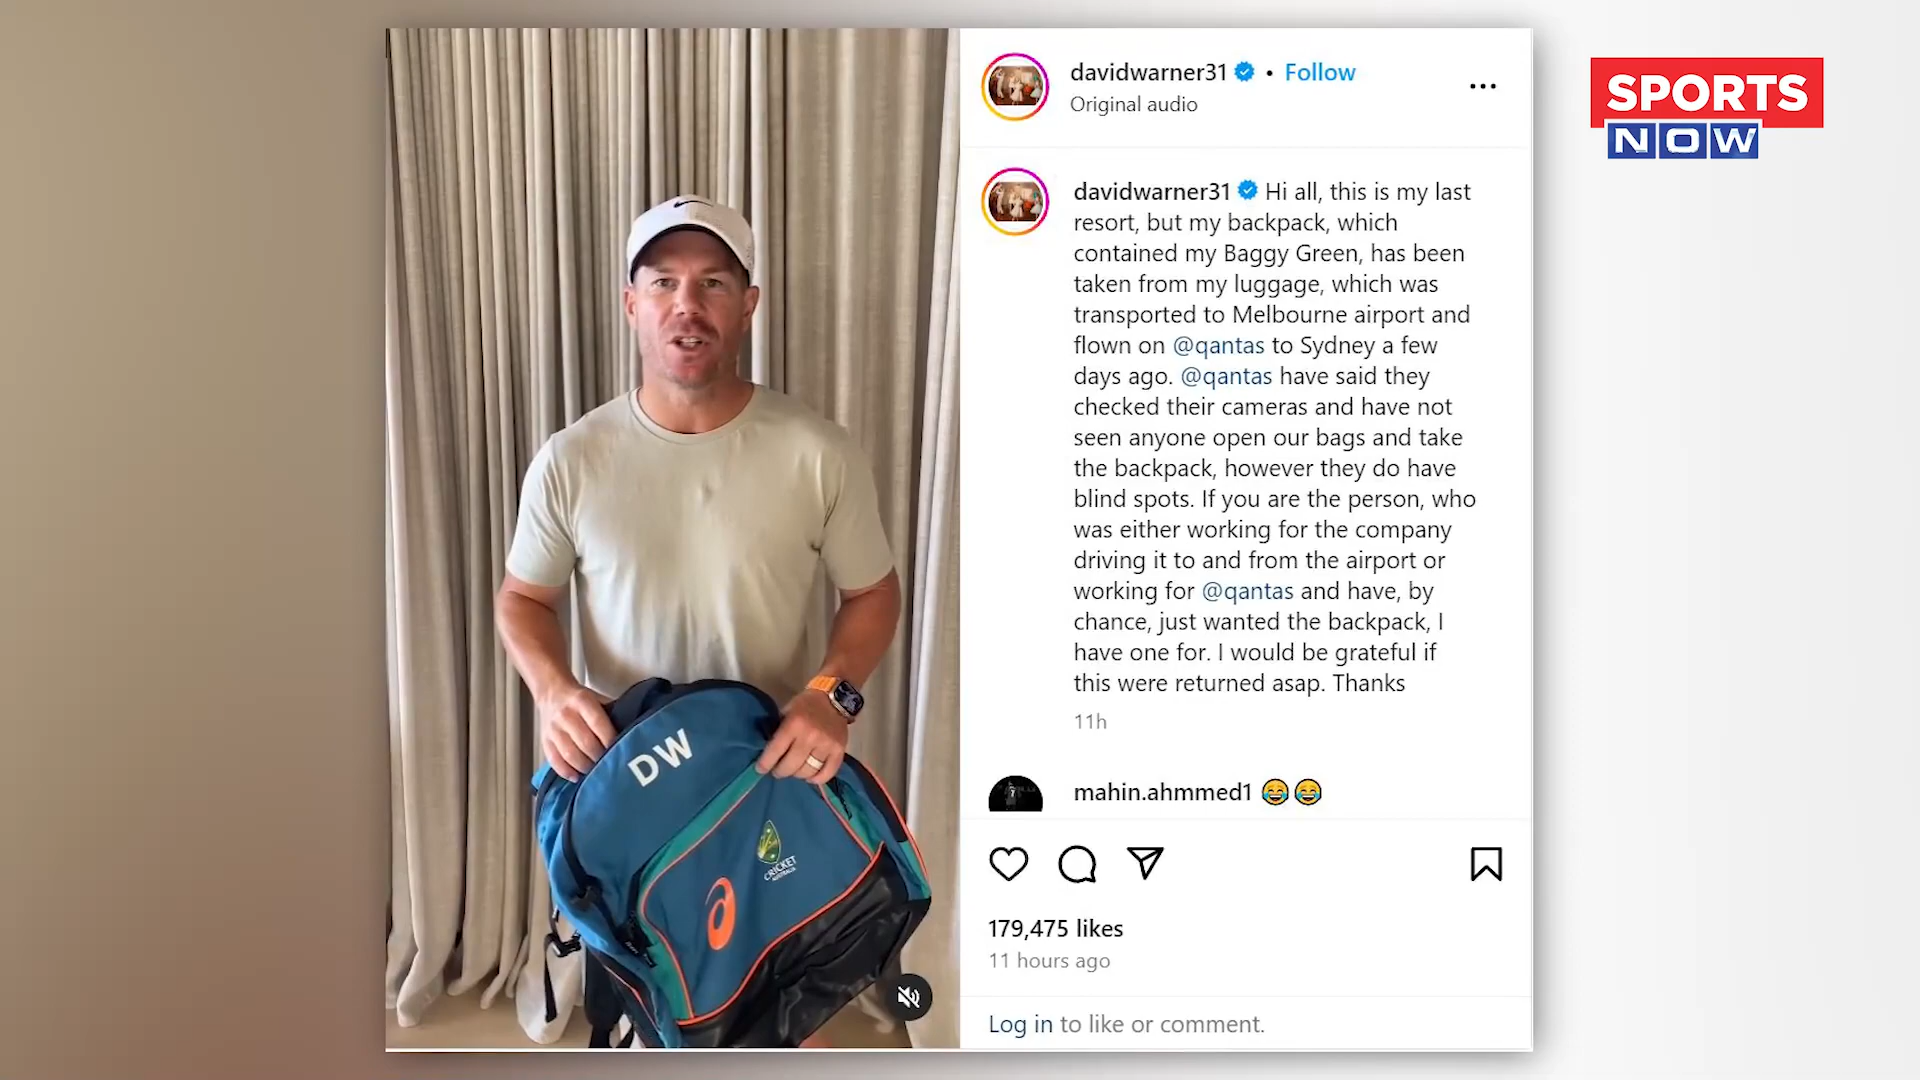 SPORTS
NOW
davidwarner31 • Follow
Original audio
davidwarner31 Hi all, this is my last
resort, but my backpack, which
contained my Baggy Green, has been
taken from my luggage, which was
transported to Melbourne airport and
flown on @qantas to Sydney a few
days ago. @qantas have said they
checked their cameras and have not
seen anyone open our bags and take
the backpack, however they do have
blind spots. If you are the person, who
was either working for the company
driving it to and from the airport or
working for @qantas and have, by
chance, just wanted the backpack, I
have one for. I would be grateful if
this were returned asap. Thanks
11h
mahin.ahmmed1 😂😂
179,475 likes
11 hours ago
Log in to like or comment.
DW
CRICKET
AUSTRALIA